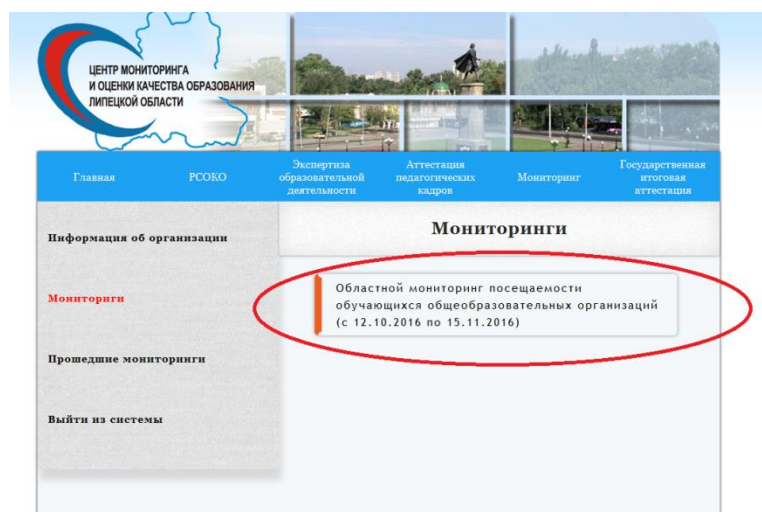 ЦЕНТР МОНИТОРИНГА
И ОЦЕНКИ КАЧЕСТВА ОБРАЗОВАНИЯ
ЛИПЕЦКОЙ ОБЛАСТИ
Главная
РСОКО
Экспертиза
образовательной
деятельности
Аттестация
педагогических
кадров
Мониторинг
Государственная
итоговая
аттестация
Информация об организации
Мониториги
Прошедшие мониторинги
Выйти из системы
Мониторинги
Областной мониторинг посещаемости
обучающихся общеобразовательных организаций
(с 12.10.2016 по 15.11.2016)